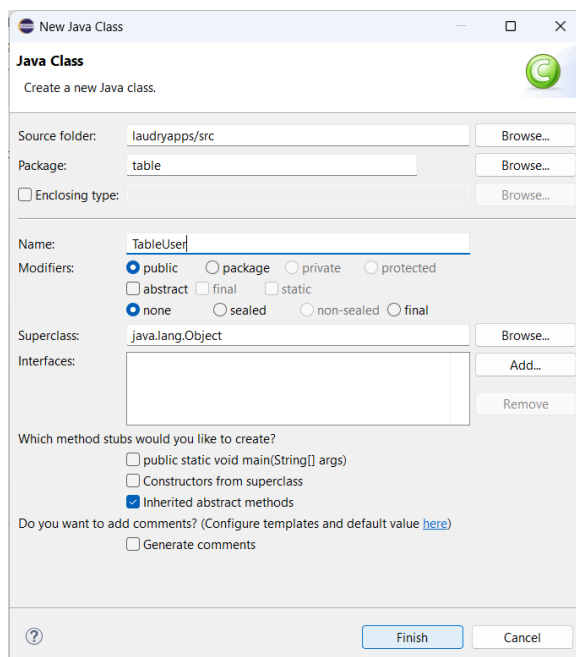 New Java Class
Java Class
Create a new Java class.
Source folder: laudryapps/src Browse...
Package: table Browse...
Enclosing type: Browse...
Name: TableUser
Modifiers: public package private protected
abstract final static
none sealed non-sealed final
Superclass: java.lang.Object Browse...
Interfaces: Add...
Remove
Which method stubs would you like to create?
public static void main(String[] args)
Constructors from superclass
Inherited abstract methods
Do you want to add comments? (Configure templates and default value here)
Generate comments
? Finish Cancel